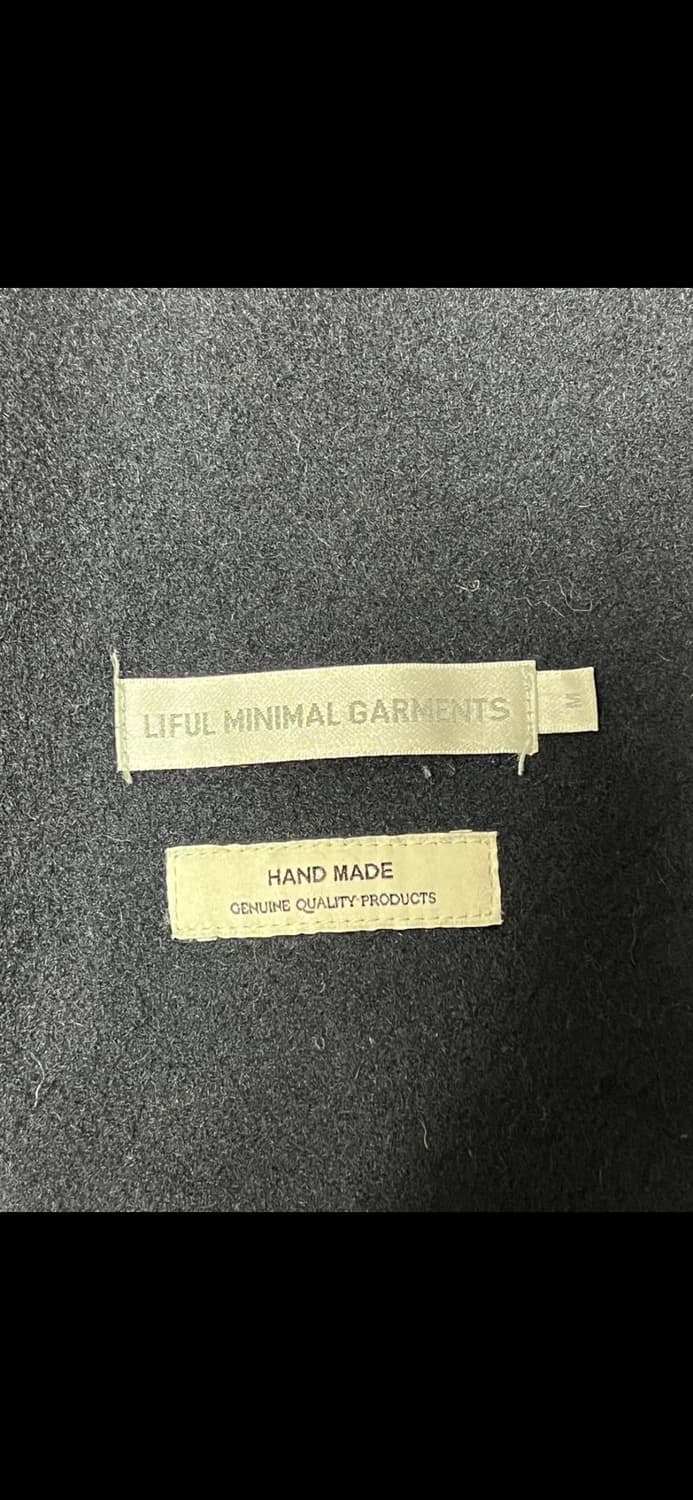 LIFUL MINIMAL GARMENTS
M
HAND MADE
GENUINE QUALITY PRODUCTS